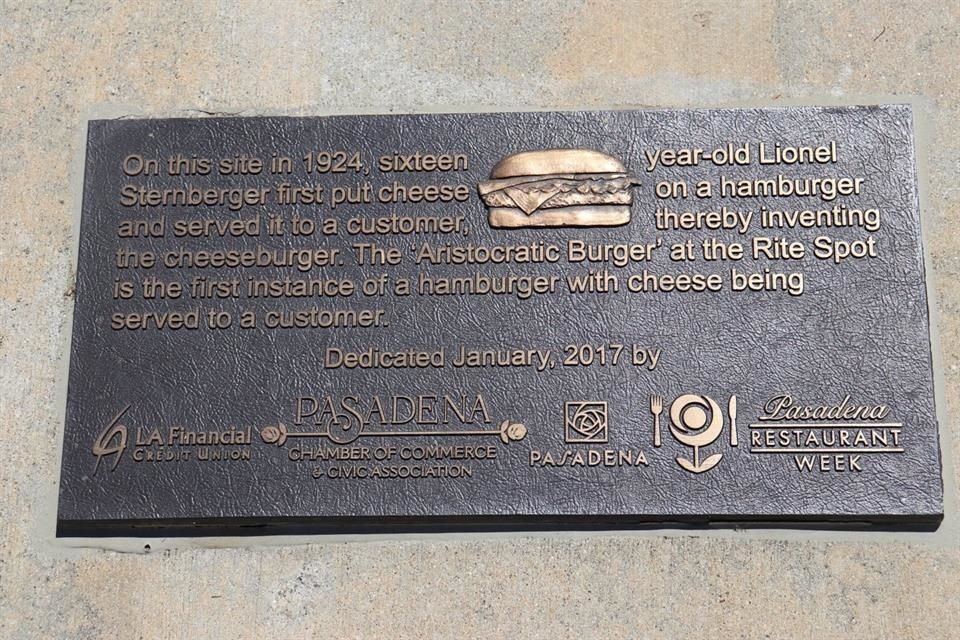 On this site in 1924, sixteen year-old Lionel
Sternberger first put cheese on a hamburger
and served it to a customer, thereby inventing
the cheeseburger. The 'Aristocratic Burger' at the Rite Spot
is the first instance of a hamburger with cheese being
served to a customer.
Dedicated January, 2017 by
L.A. Financial
CREDIT UNION
PASADENA
CHAMBER OF COMMERCE
& CIVIC ASSOCIATION
PASADENA
Pasadena
RESTAURANT
WEEK